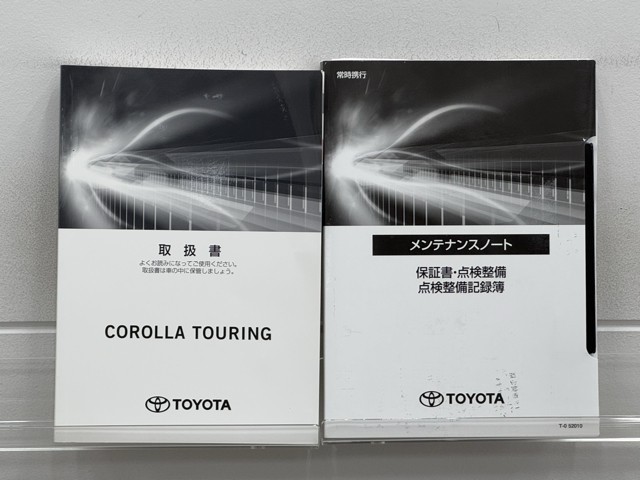 取扱書
よくお読みになってご使用ください。
取扱書は車の中に保管しましょう。
COROLLA TOURING
TOYOTA
常時携行
メンテナンスノート
保証書・点検整備
点検整備記録簿
TOYOTA
T-0 52010